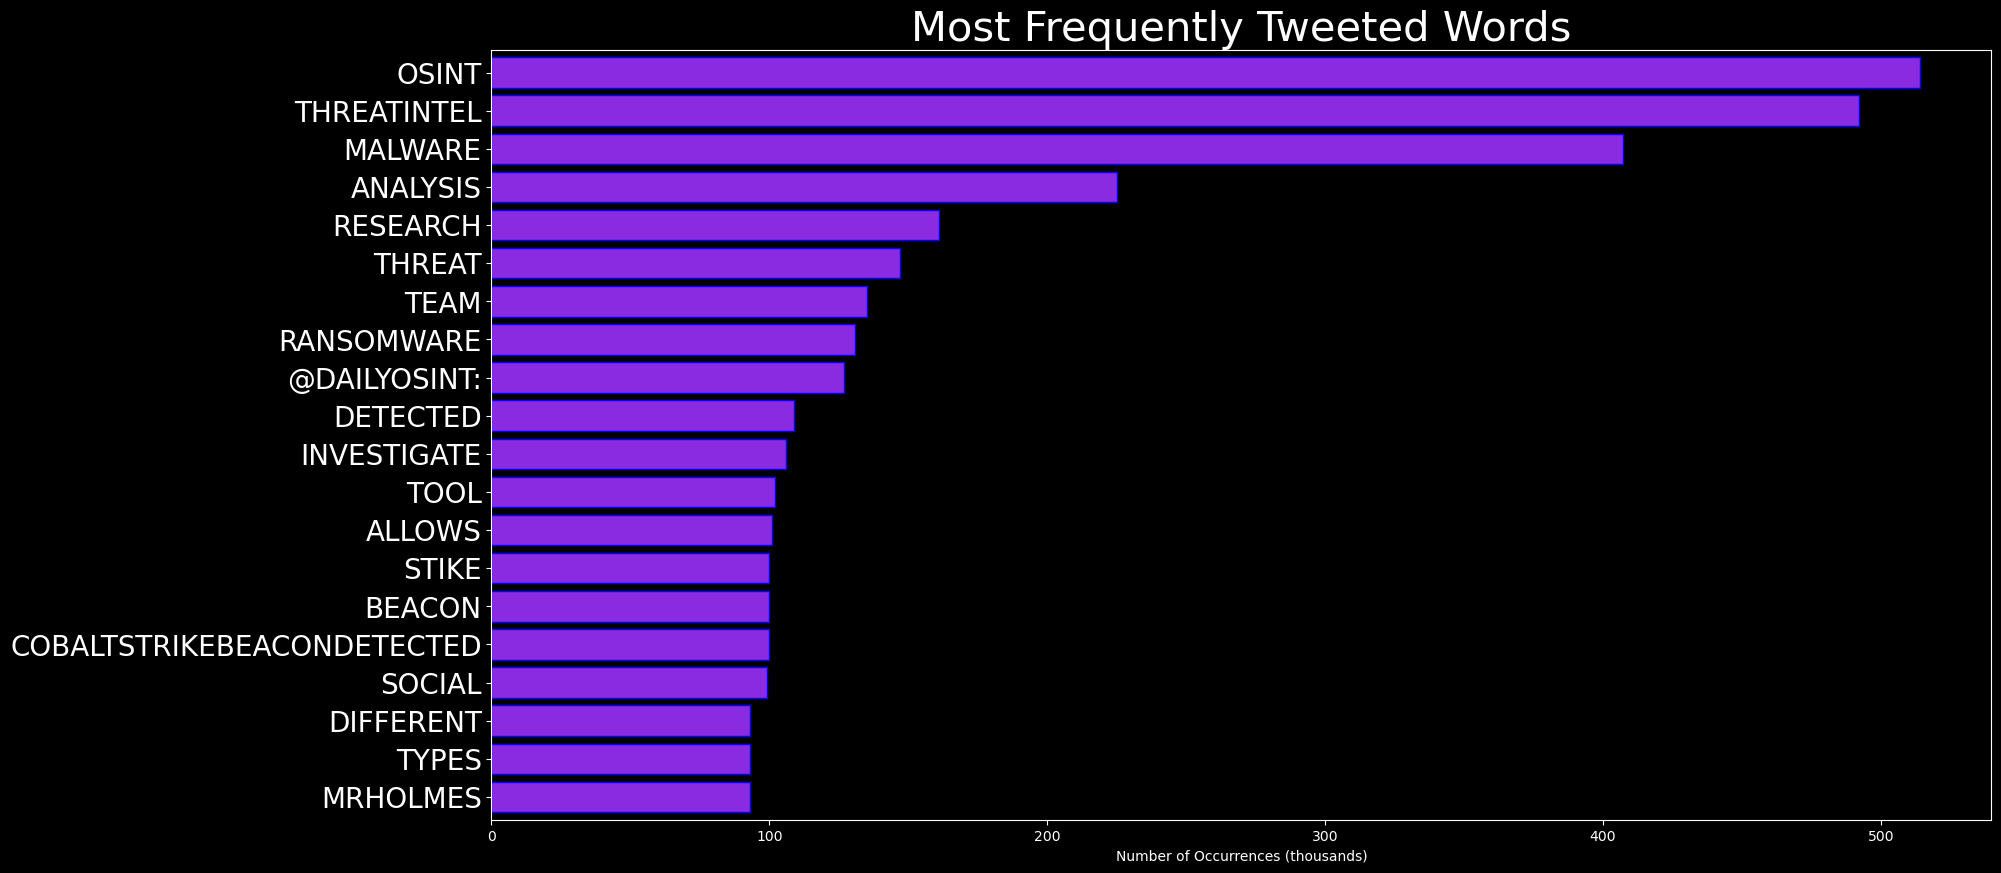 Most Frequently Tweeted Words
OSINT
THREATINTEL
MALWARE
ANALYSIS
RESEARCH
THREAT
TEAM
RANSOMWARE
@DAILYOSINT:
DETECTED
INVESTIGATE
TOOL
ALLOWS
STIKE
BEACON
COBALTSTRIKEBEACONDETECTED
SOCIAL
DIFFERENT
TYPES
MRHOLMES
0 100 200 300 400 500
Number of Occurrences (thousands)